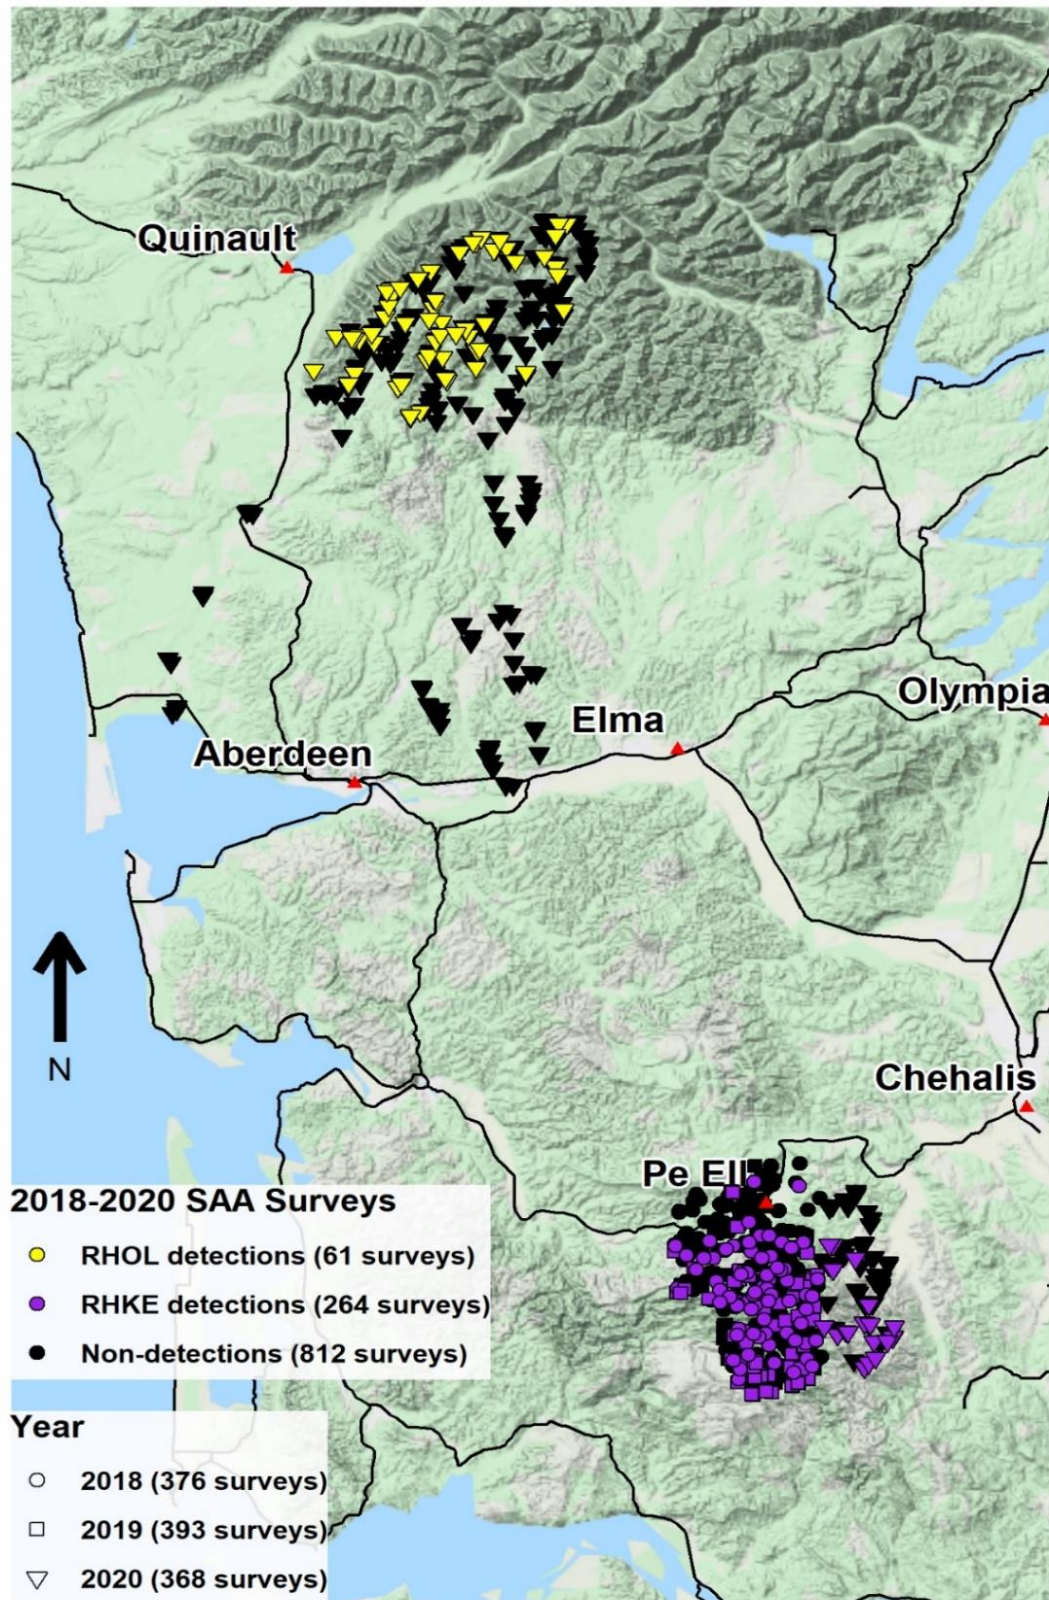 Quinault
Olympia
Elma
Aberdeen
N
Chehalis
Pe Ell
2018-2020 SAA Surveys
RHOL detections (61 surveys)
RHKE detections (264 surveys)
Non-detections (812 surveys)
Year
2018 (376 surveys)
2019 (393 surveys)
2020 (368 surveys)